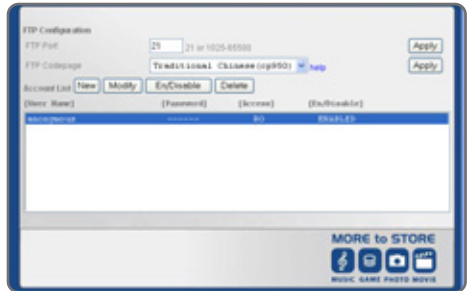 FTP Configuration
FTP Port 21 21 or 1025-65500 Apply
FTP Codepage Traditional Chinese(cp950) help Apply
Account List New Modify En/Disable Delete
(User Name) (Password) (Access) (En/Disable)
anonymous ------ RO ENABLED
MORE to STORE
MUSIC GAME PHOTO MOVIE